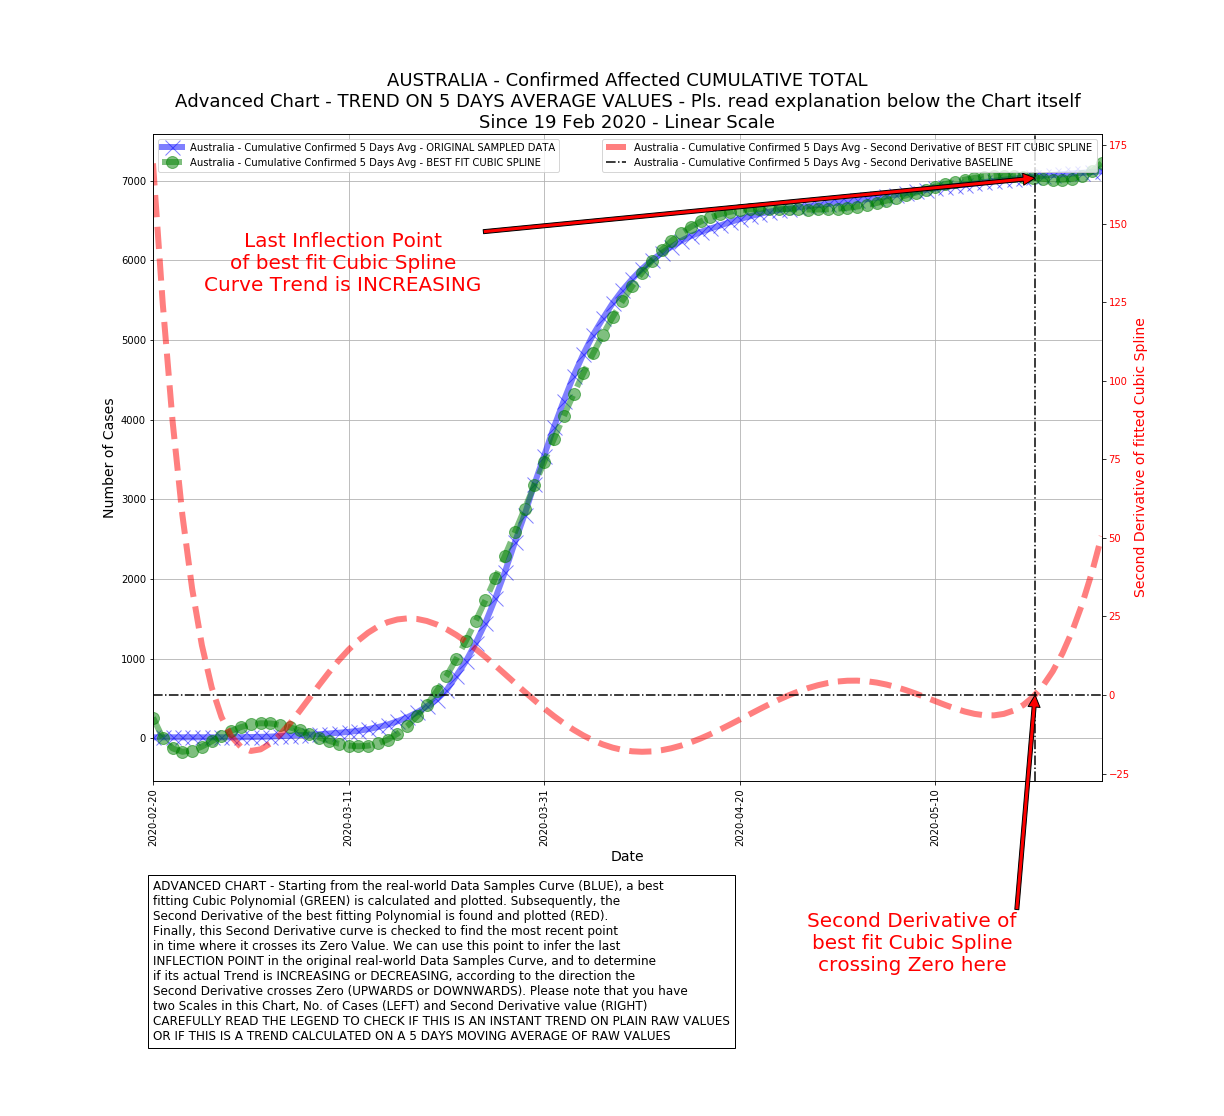 AUSTRALIA - Confirmed Affected CUMULATIVE TOTAL
Advanced Chart - TREND ON 5 DAYS AVERAGE VALUES - Pls. read explanation below the Chart itself
Since 19 Feb 2020 - Linear Scale
Australia - Cumulative Confirmed 5 Days Avg - ORIGINAL SAMPLED DATA
Australia - Cumulative Confirmed 5 Days Avg - BEST FIT CUBIC SPLINE
Australia - Cumulative Confirmed 5 Days Avg - Second Derivative of BEST FIT CUBIC SPLINE
Australia - Cumulative Confirmed 5 Days Avg - Second Derivative BASELINE
Last Inflection Point
of best fit Cubic Spline
Curve Trend is INCREASING
Number of Cases
7000
6000
5000
4000
3000
2000
1000
0
175
150
125
100
75
50
25
0
−25
Second Derivative of fitted Cubic Spline
2020-02-20
2020-03-11
2020-03-31
2020-04-20
2020-05-10
Date
Second Derivative of
best fit Cubic Spline
crossing Zero here
ADVANCED CHART - Starting from the real-world Data Samples Curve (BLUE), a best
fitting Cubic Polynomial (GREEN) is calculated and plotted. Subsequently, the
Second Derivative of the best fitting Polynomial is found and plotted (RED).
Finally, this Second Derivative curve is checked to find the most recent point
in time where it crosses its Zero Value. We can use this point to infer the last
INFLECTION POINT in the original real-world Data Samples Curve, and to determine
if its actual Trend is INCREASING or DECREASING, according to the direction the
Second Derivative crosses Zero (UPWARDS or DOWNWARDS). Please note that you have
two Scales in this Chart, No. of Cases (LEFT) and Second Derivative value (RIGHT)
CAREFULLY READ THE LEGEND TO CHECK IF THIS IS AN INSTANT TREND ON PLAIN RAW VALUES
OR IF THIS IS A TREND CALCULATED ON A 5 DAYS MOVING AVERAGE OF RAW VALUES